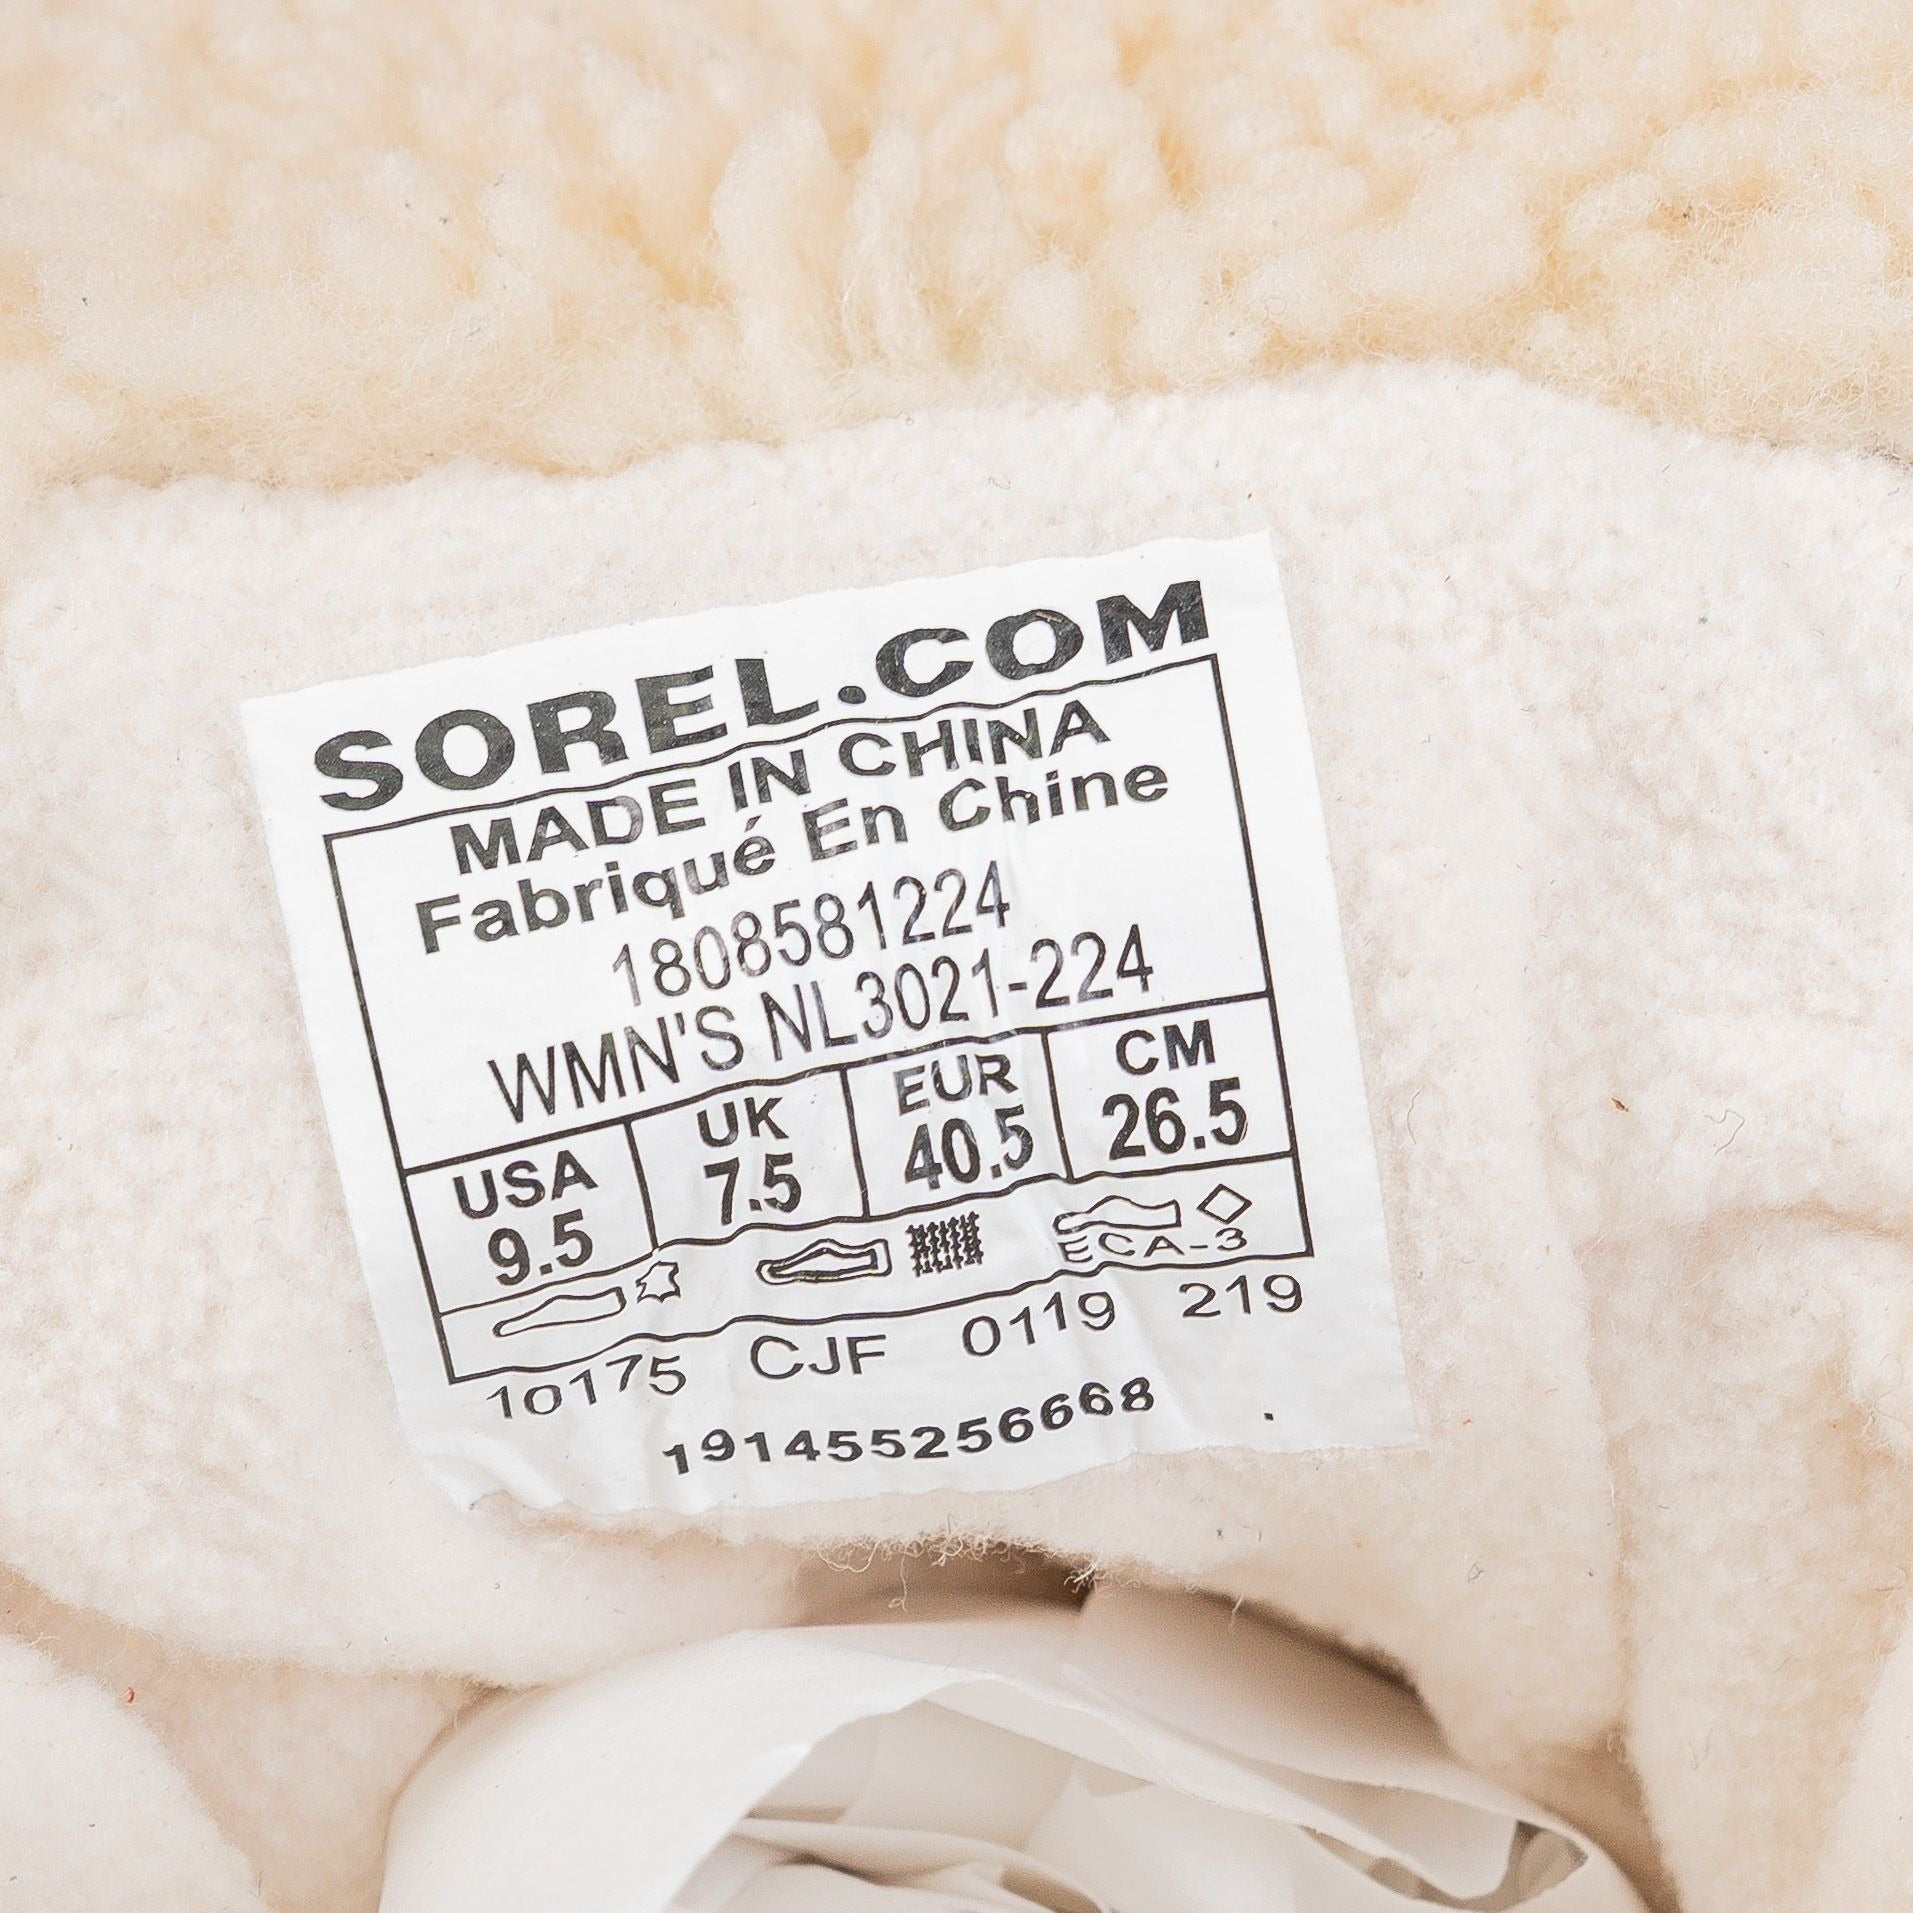 SOREL.COM
MADE IN CHINA
Fabriqué En Chine
1808581224
WMN'S NL3021-224
USA UK EUR CM
9.5 7.5 40.5 26.5
ECA-3
10175 CJF 0119 219
191455256668